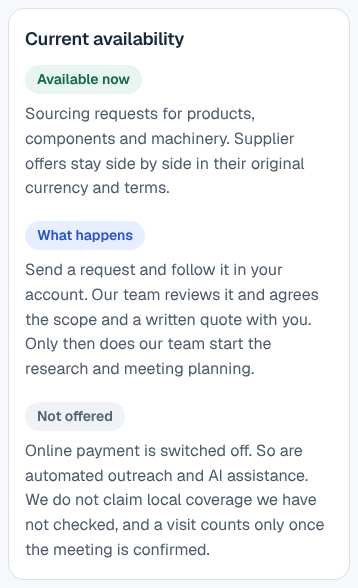 Current availability
Available now
Sourcing requests for products,
components and machinery. Supplier
offers stay side by side in their original
currency and terms.
What happens
Send a request and follow it in your
account. Our team reviews it and agrees
the scope and a written quote with you.
Only then does our team start the
research and meeting planning.
Not offered
Online payment is switched off. So are
automated outreach and AI assistance.
We do not claim local coverage we have
not checked, and a visit counts only once
the meeting is confirmed.